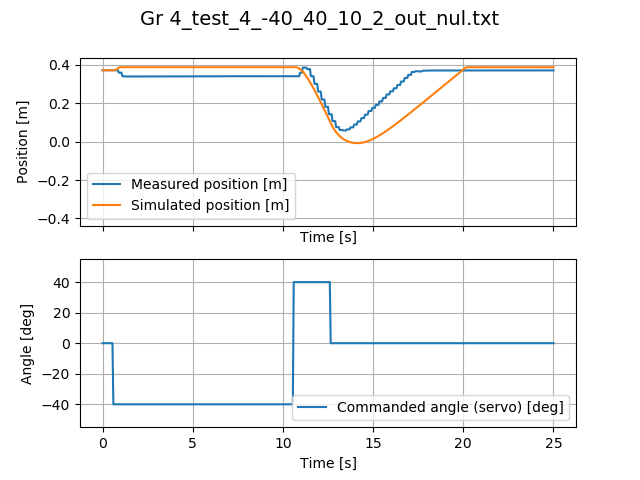 Gr 4_test_4_-40_40_10_2_out_nul.txt
0.4
0.2
0.0
−0.2
−0.4
Position [m]
Measured position [m]
Simulated position [m]
Time [s]
40
20
0
−20
−40
Angle [deg]
Commanded angle (servo) [deg]
0 5 10 15 20 25
Time [s]